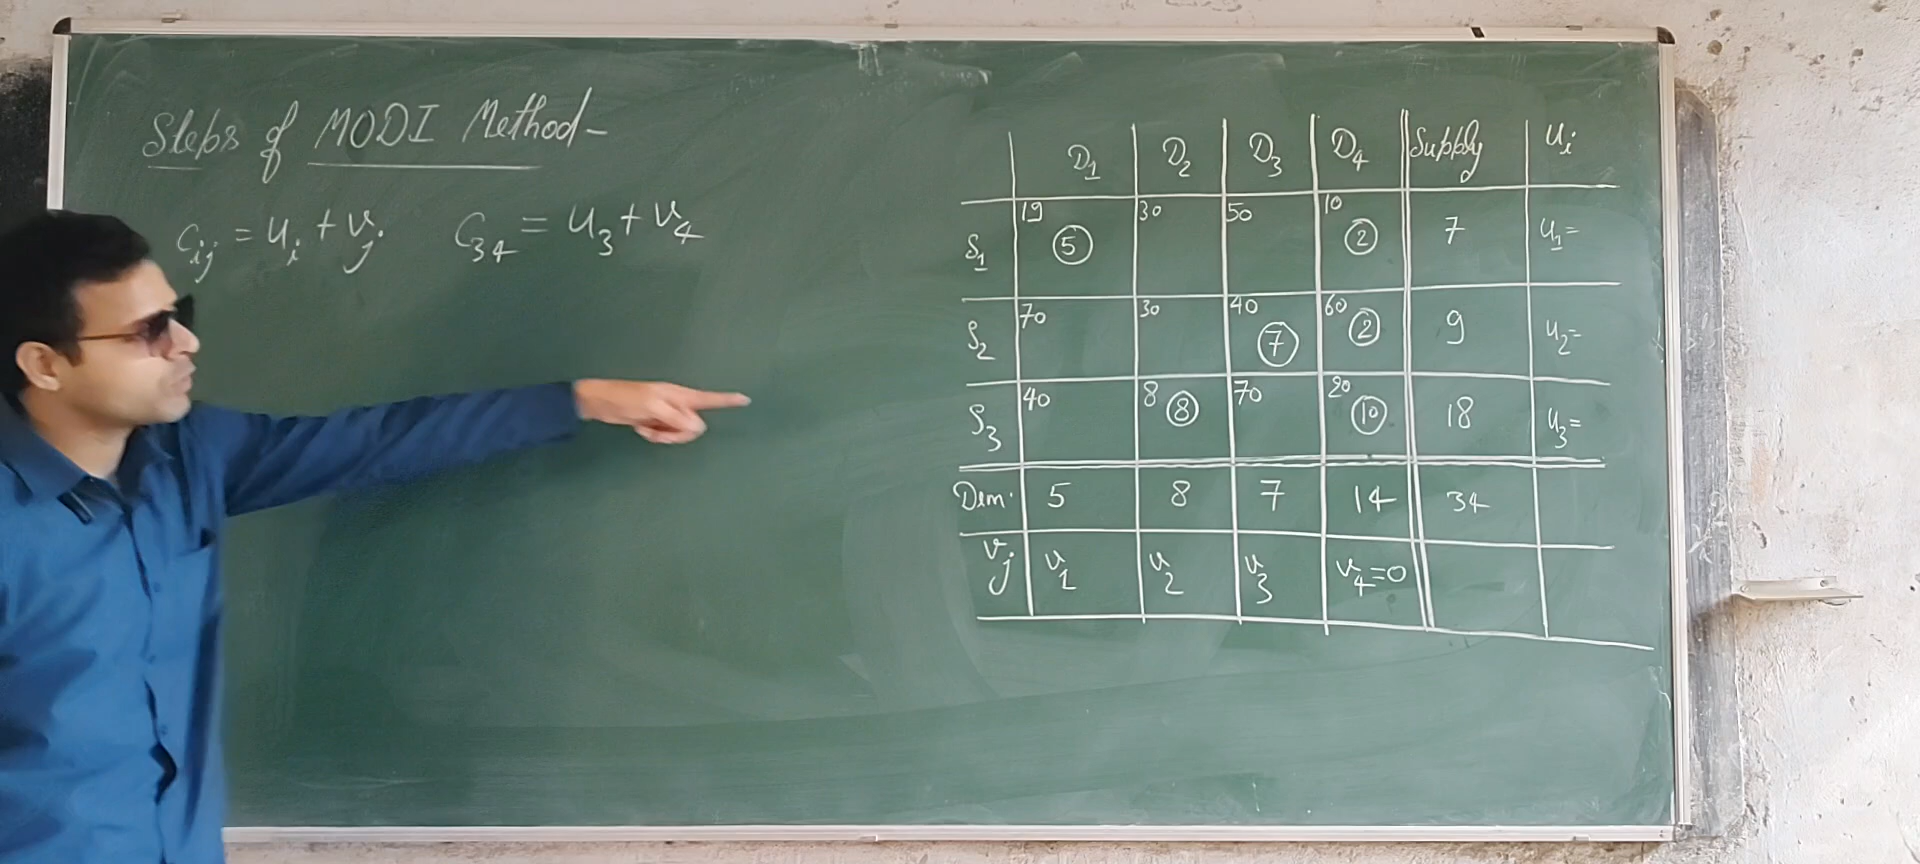 Steps of MODI Method-
Cij = ui + vj. C34 = u3 + v4
D1 D2 D3 D4 Supply ui
S1 19 5 30 50 10 2 7 u1=
S2 70 30 40 7 60 2 9 u2=
S3 40 8 8 70 20 10 18 u3=
Dem. 5 8 7 14 34
vj v1 v2 v3 v4=0